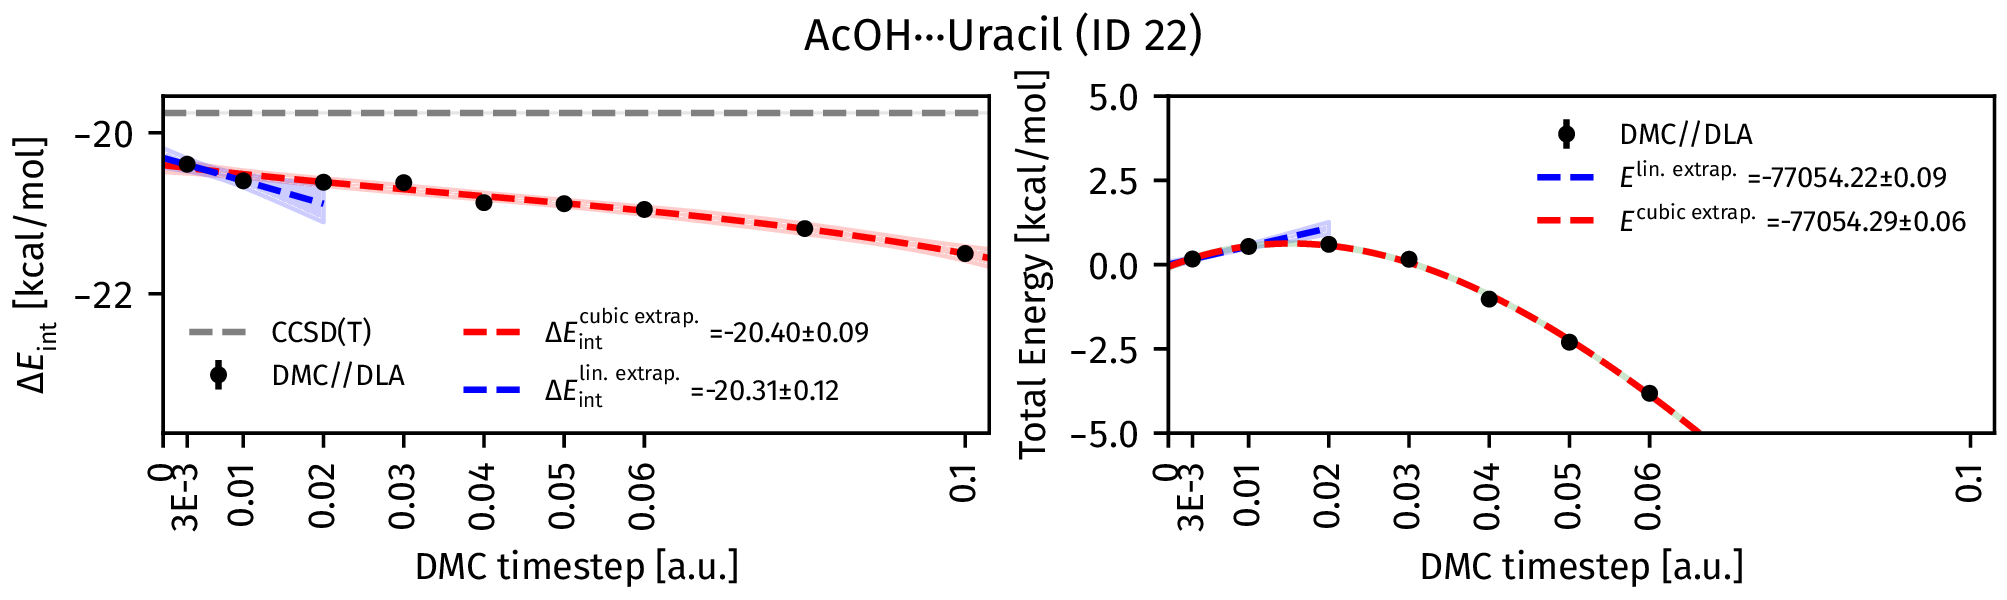 AcOH···Uracil (ID 22)
ΔE_int [kcal/mol]
−20
−22
CCSD(T)
DMC//DLA
ΔE_int^cubic extrap. =-20.40±0.09
ΔE_int^lin. extrap. =-20.31±0.12
0
3E-3
0.01
0.02
0.03
0.04
0.05
0.06
0.1
DMC timestep [a.u.]
Total Energy [kcal/mol]
5.0
2.5
0.0
−2.5
−5.0
DMC//DLA
E^lin. extrap. =-77054.22±0.09
E^cubic extrap. =-77054.29±0.06
0
3E-3
0.01
0.02
0.03
0.04
0.05
0.06
0.1
DMC timestep [a.u.]